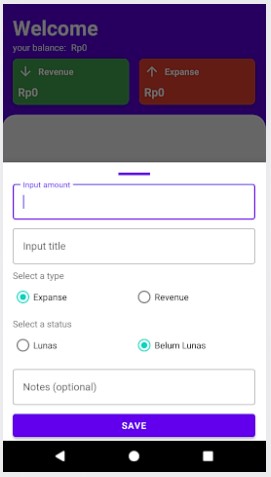 Welcome
your balance: Rp0
Revenue
Expanse
Rp0
Rp0
Input amount
Input title
Select a type
Expanse
Revenue
Select a status
Lunas
Belum Lunas
Notes (optional)
SAVE